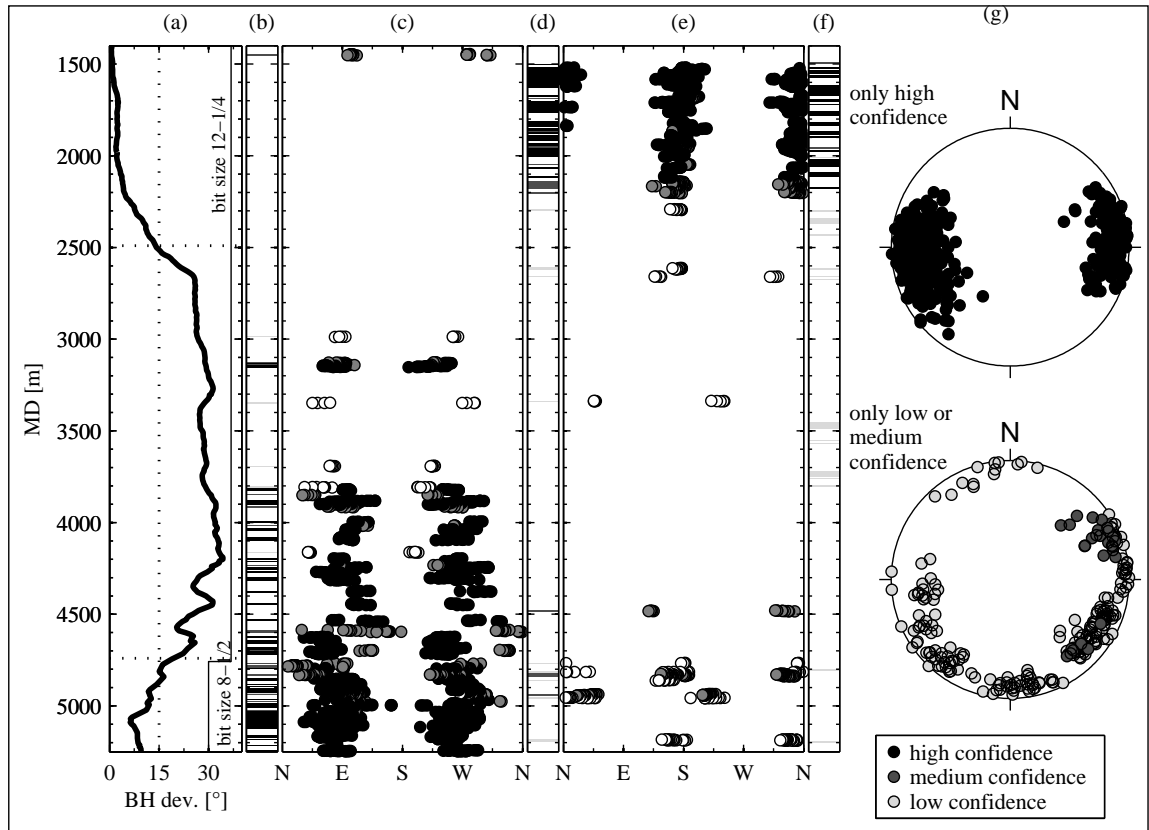 (a) (b) (c) (d) (e) (f) (g)
1500
2000
2500
3000
3500
4000
4500
5000
MD [m]
bit size 12−1/4
bit size 8−1/2
0 15 30
BH dev. [°]
N E S W N
N E S W N
only high
confidence
N
only low or
medium
confidence
N
high confidence
medium confidence
low confidence